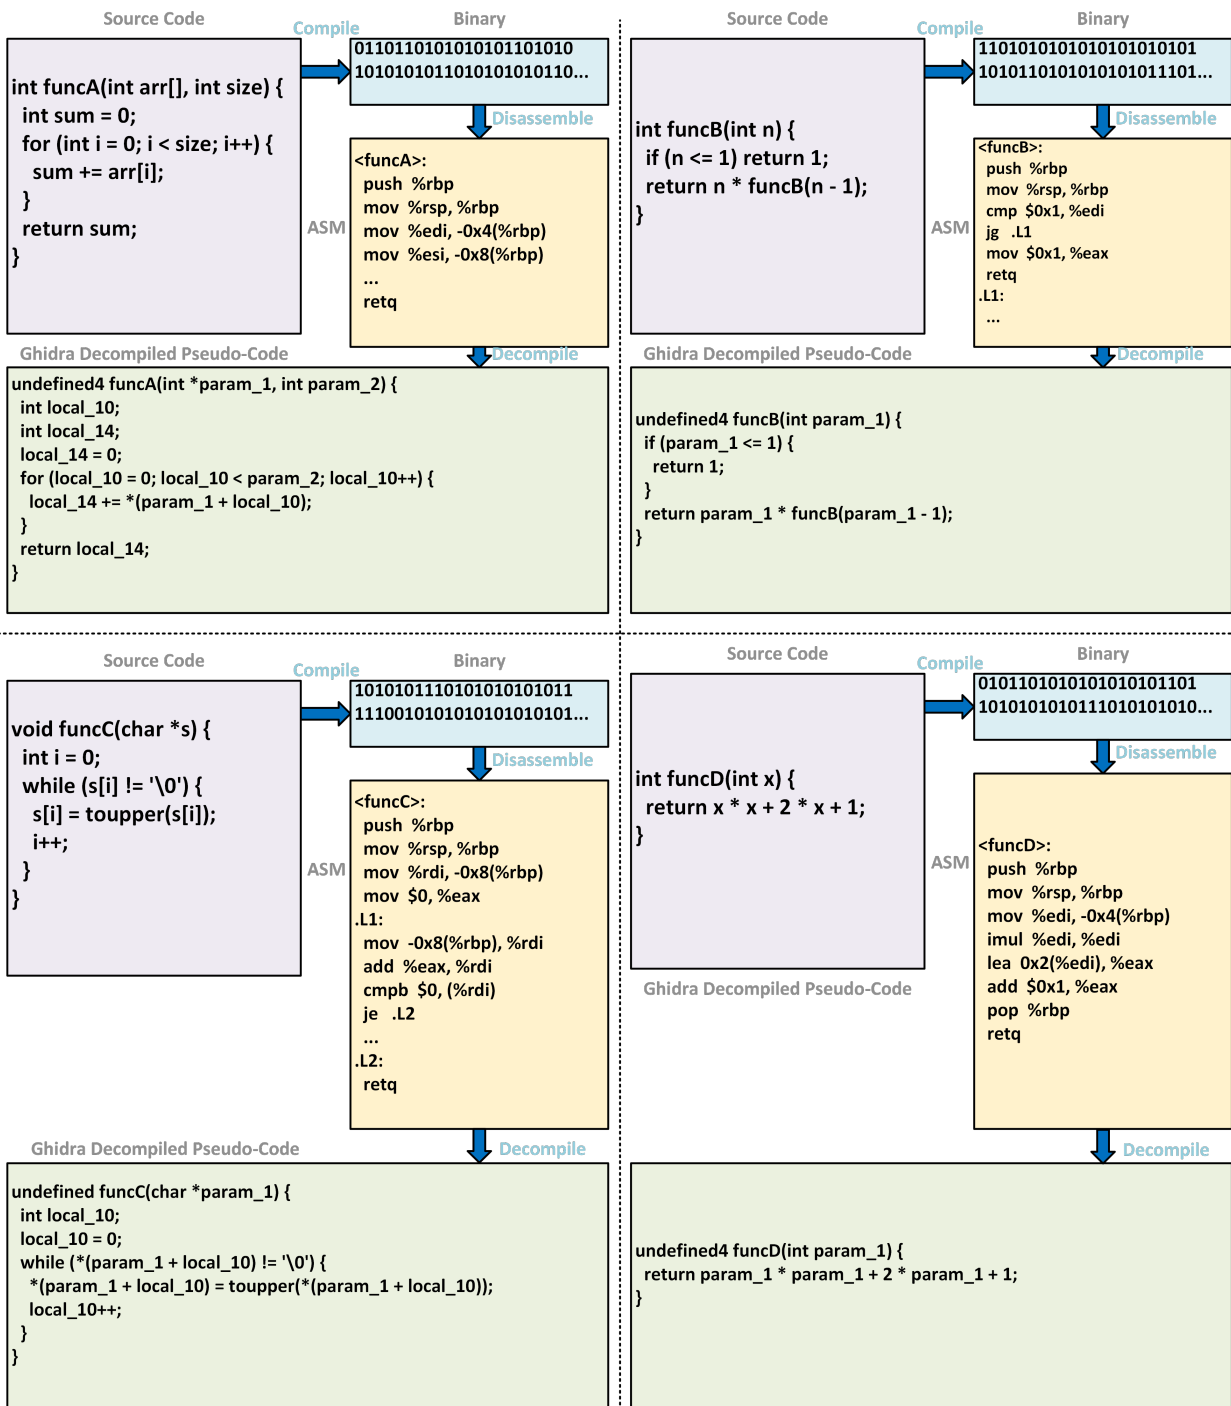 Source Code
Compile
Binary
int funcA(int arr[], int size) {
int sum = 0;
for (int i = 0; i < size; i++) {
sum += arr[i];
}
return sum;
}
0110110101010101101010
1010101011010101010110...
Disassemble
ASM
<funcA>:
push %rbp
mov %rsp, %rbp
mov %edi, -0x4(%rbp)
mov %esi, -0x8(%rbp)
...
retq
Ghidra Decompiled Pseudo-Code
Decompile
undefined4 funcA(int *param_1, int param_2) {
int local_10;
int local_14;
local_14 = 0;
for (local_10 = 0; local_10 < param_2; local_10++) {
local_14 += *(param_1 + local_10);
}
return local_14;
}
Source Code
Compile
Binary
int funcB(int n) {
if (n <= 1) return 1;
return n * funcB(n - 1);
}
1101010101010101010101
1010110101010101011101...
Disassemble
ASM
<funcB>:
push %rbp
mov %rsp, %rbp
cmp $0x1, %edi
jg .L1
mov $0x1, %eax
retq
.L1:
...
Ghidra Decompiled Pseudo-Code
Decompile
undefined4 funcB(int param_1) {
if (param_1 <= 1) {
return 1;
}
return param_1 * funcB(param_1 - 1);
}
Source Code
Compile
Binary
void funcC(char *s) {
int i = 0;
while (s[i] != '\0') {
s[i] = toupper(s[i]);
i++;
}
}
1010101110101010101011
1110010101010101010101...
Disassemble
ASM
<funcC>:
push %rbp
mov %rsp, %rbp
mov %rdi, -0x8(%rbp)
mov $0, %eax
.L1:
mov -0x8(%rbp), %rdi
add %eax, %rdi
cmpb $0, (%rdi)
je .L2
...
.L2:
retq
Ghidra Decompiled Pseudo-Code
Decompile
undefined funcC(char *param_1) {
int local_10;
local_10 = 0;
while (*(param_1 + local_10) != '\0') {
*(param_1 + local_10) = toupper(*(param_1 + local_10));
local_10++;
}
}
Source Code
Compile
Binary
int funcD(int x) {
return x * x + 2 * x + 1;
}
0101101010101010101101
1010101010111010101010...
Disassemble
ASM
<funcD>:
push %rbp
mov %rsp, %rbp
mov %edi, -0x4(%rbp)
imul %edi, %edi
lea 0x2(%edi), %eax
add $0x1, %eax
pop %rbp
retq
Ghidra Decompiled Pseudo-Code
Decompile
undefined4 funcD(int param_1) {
return param_1 * param_1 + 2 * param_1 + 1;
}